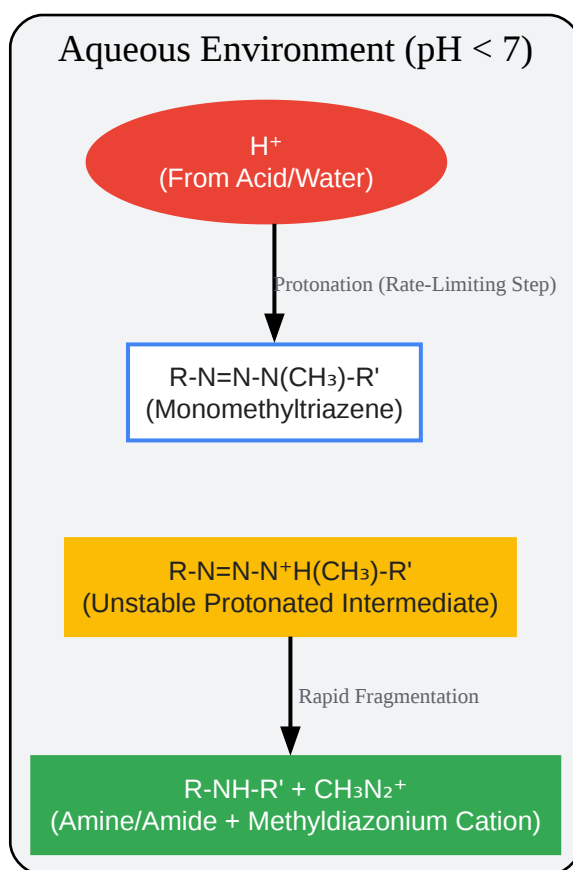 Aqueous Environment (pH < 7)
H⁺
(From Acid/Water)
Protonation (Rate-Limiting Step)
R-N=N-N(CH₃)-R'
(Monomethyltriazene)
R-N=N-N⁺H(CH₃)-R'
(Unstable Protonated Intermediate)
Rapid Fragmentation
R-NH-R' + CH₃N₂⁺
(Amine/Amide + Methyldiazonium Cation)